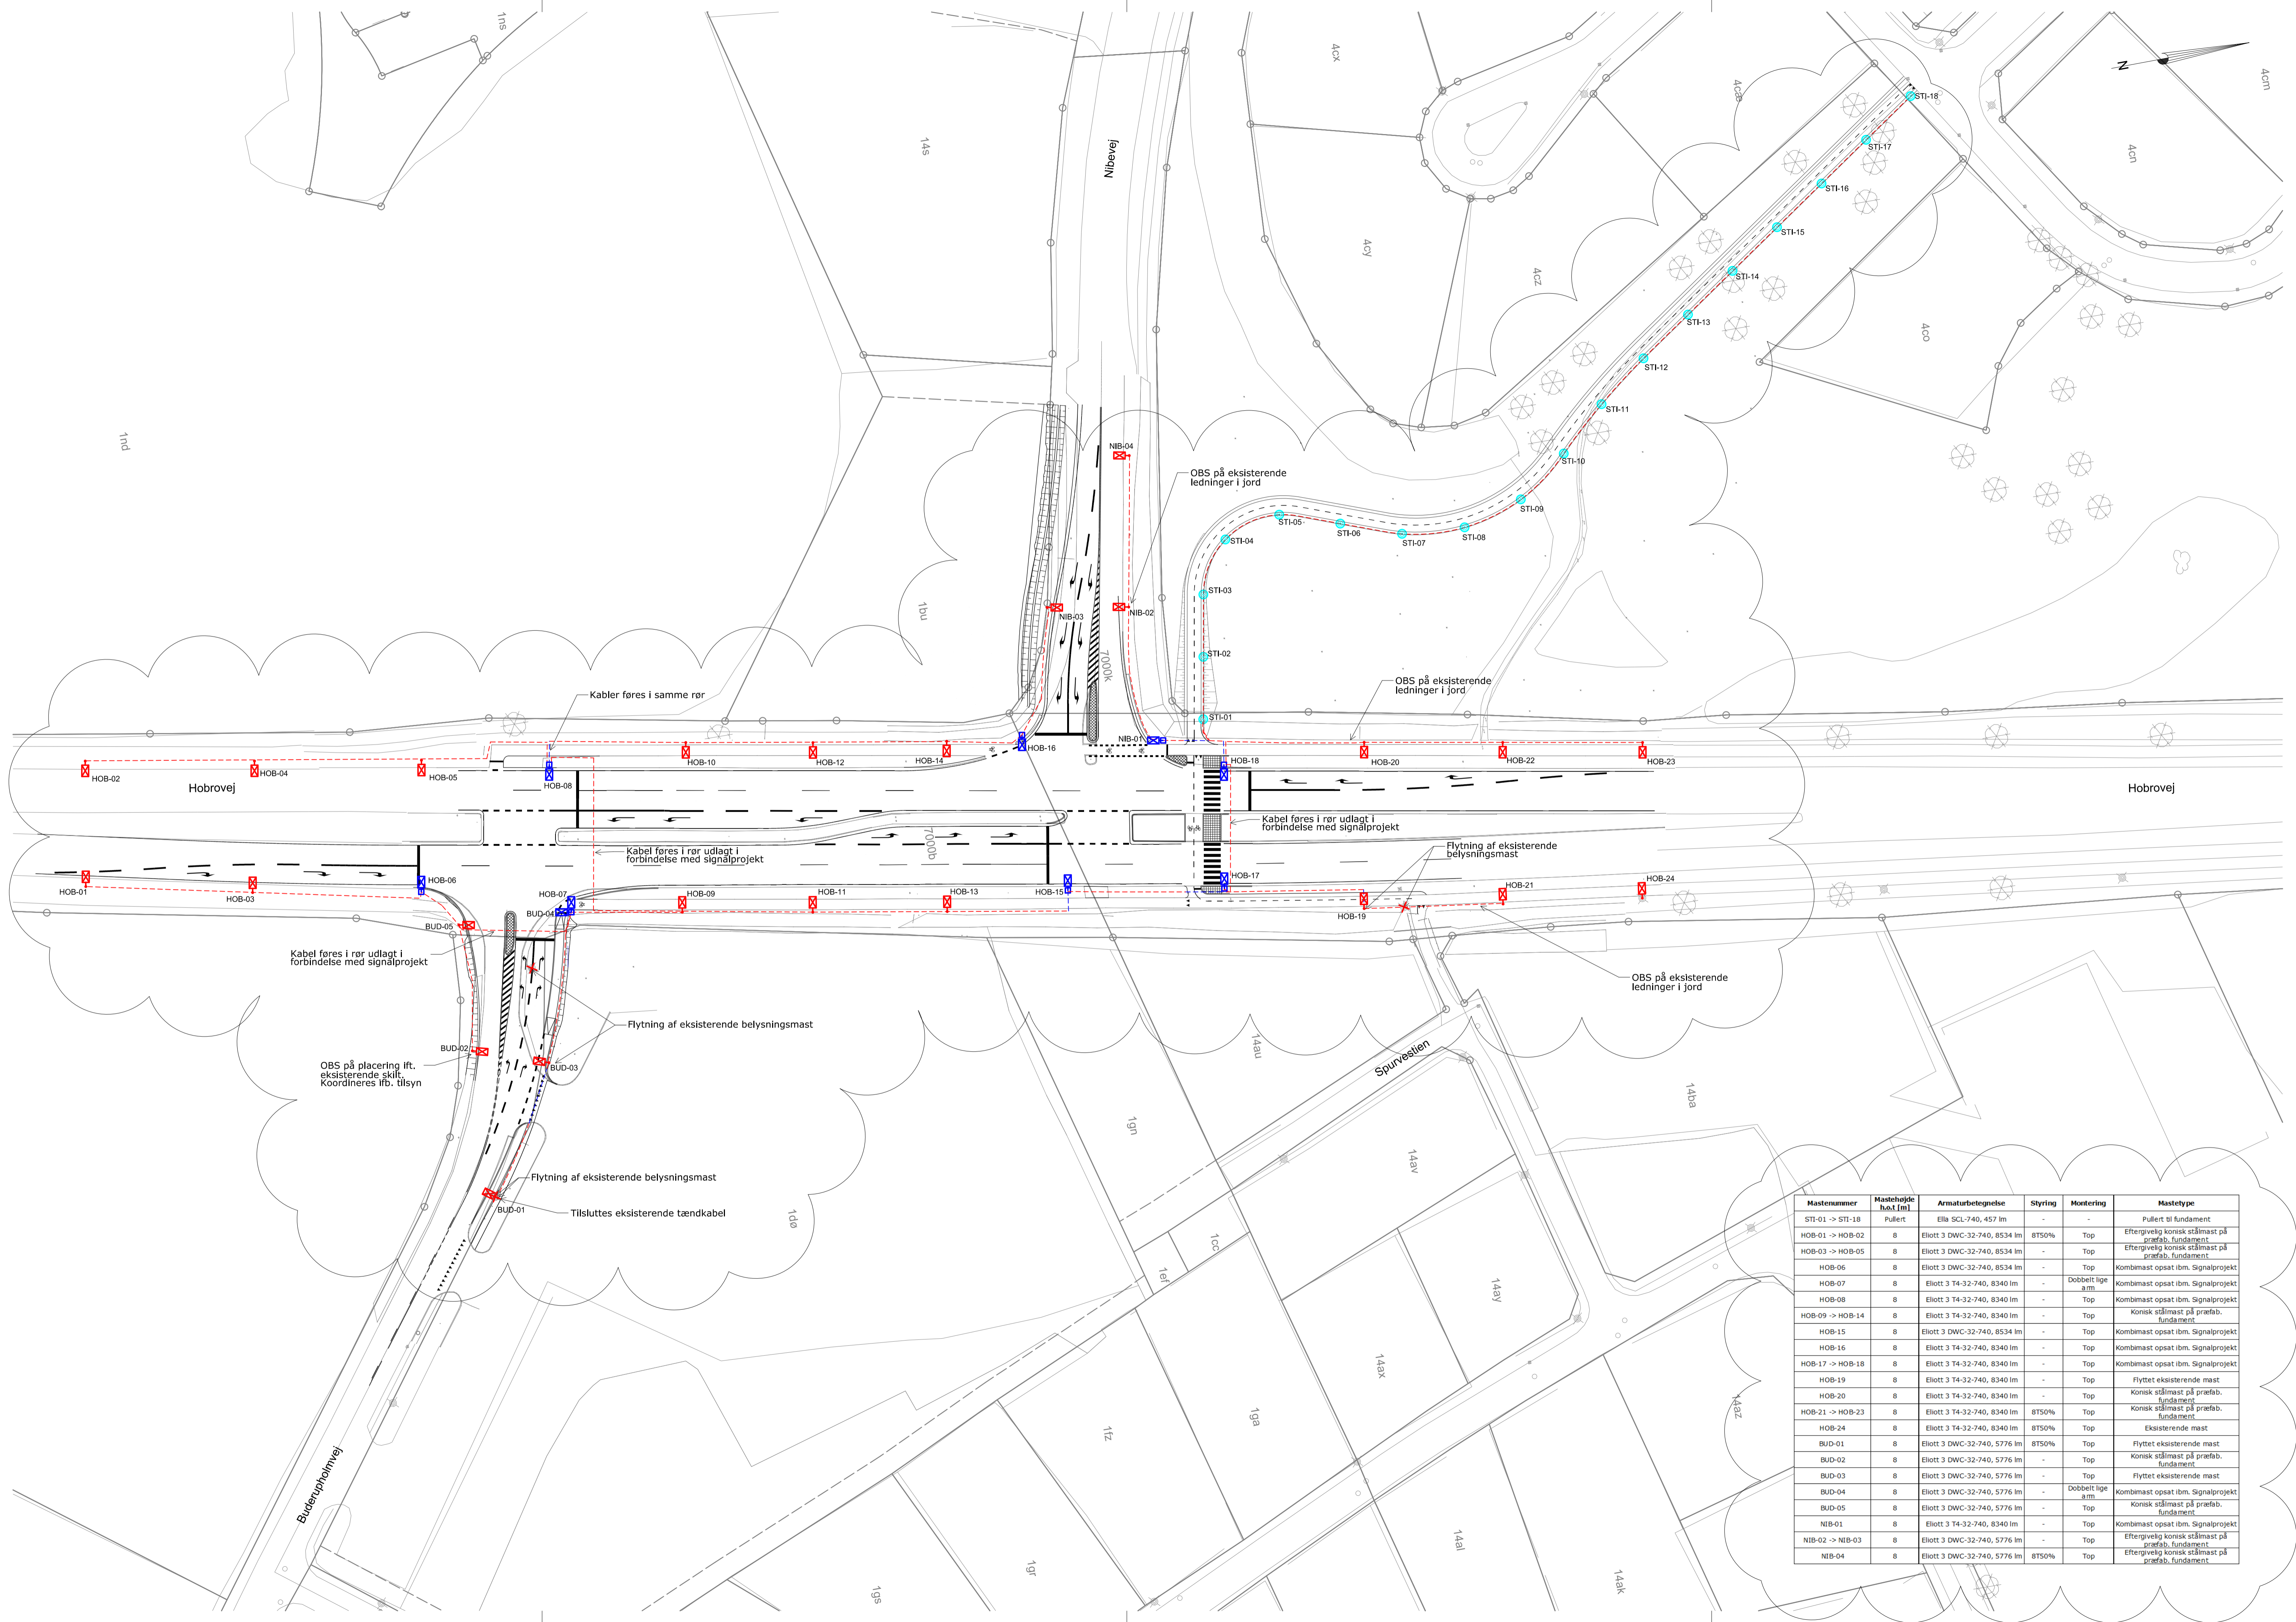 1ns
4cx
4ca
N
4cm
14s
Nibevej
4cn
STI-18
STI-17
STI-16
STI-15
STI-14
STI-13
STI-12
STI-11
STI-10
STI-09
STI-08
STI-07
STI-06
STI-05
STI-04
STI-03
STI-02
STI-01
4cy
4cz
4co
1nd
NIB-04
OBS på eksisterende
ledninger i jord
NIB-03
NIB-02
1bu
7000k
Kabler føres i samme rør
OBS på eksisterende
ledninger i jord
NIB-01
HOB-16
HOB-02
HOB-04
HOB-05
HOB-08
HOB-10
HOB-12
HOB-14
HOB-18
HOB-20
HOB-22
HOB-23
Hobrovej
Hobrovej
Kabel føres i rør udlagt i
forbindelse med signalprojekt
7000b
Kabel føres i rør udlagt i
forbindelse med signalprojekt
Flytning af eksisterende
belysningsmast
HOB-01
HOB-03
HOB-06
HOB-07
HOB-09
HOB-11
HOB-13
HOB-15
HOB-17
HOB-19
HOB-21
HOB-24
BUD-04
BUD-05
Kabel føres i rør udlagt i
forbindelse med signalprojekt
OBS på eksisterende
ledninger i jord
Flytning af eksisterende belysningsmast
BUD-02
BUD-03
OBS på placering ift.
eksisterende skilt.
Koordineres ifb. tilsyn
Flytning af eksisterende belysningsmast
BUD-01
Tilsluttes eksisterende tændkabel
14au
Spurvestien
14ba
1gn
14av
1dø
1cc
1ef
14ay
14ax
1ga
1fz
14az
Buderupholmvej
1gs
1gr
14al
14ak
Mastenummer Mastehøjde h.o.t [m] Armaturbetegnelse Styring Montering Mastetype
STI-01 -> STI-18 Pullert Ella SCL-740, 457 lm - - Pullert til fundament
HOB-01 -> HOB-02 8 Eliott 3 DWC-32-740, 8534 lm 8T50% Top Eftergivelig konisk stålmast på præfab. fundament
HOB-03 -> HOB-05 8 Eliott 3 DWC-32-740, 8534 lm - Top Eftergivelig konisk stålmast på præfab. fundament
HOB-06 8 Eliott 3 DWC-32-740, 8534 lm - Top Kombimast opsat ibm. Signalprojekt
HOB-07 8 Eliott 3 T4-32-740, 8340 lm - Dobbelt lige arm Kombimast opsat ibm. Signalprojekt
HOB-08 8 Eliott 3 T4-32-740, 8340 lm - Top Kombimast opsat ibm. Signalprojekt
HOB-09 -> HOB-14 8 Eliott 3 T4-32-740, 8340 lm - Top Konisk stålmast på præfab. fundament
HOB-15 8 Eliott 3 DWC-32-740, 8534 lm - Top Kombimast opsat ibm. Signalprojekt
HOB-16 8 Eliott 3 T4-32-740, 8340 lm - Top Kombimast opsat ibm. Signalprojekt
HOB-17 -> HOB-18 8 Eliott 3 T4-32-740, 8340 lm - Top Kombimast opsat ibm. Signalprojekt
HOB-19 8 Eliott 3 T4-32-740, 8340 lm - Top Flyttet eksisterende mast
HOB-20 8 Eliott 3 T4-32-740, 8340 lm - Top Konisk stålmast på præfab. fundament
HOB-21 -> HOB-23 8 Eliott 3 T4-32-740, 8340 lm 8T50% Top Konisk stålmast på præfab. fundament
HOB-24 8 Eliott 3 T4-32-740, 8340 lm 8T50% Top Eksisterende mast
BUD-01 8 Eliott 3 DWC-32-740, 5776 lm 8T50% Top Flyttet eksisterende mast
BUD-02 8 Eliott 3 DWC-32-740, 5776 lm - Top Konisk stålmast på præfab. fundament
BUD-03 8 Eliott 3 DWC-32-740, 5776 lm - Top Flyttet eksisterende mast
BUD-04 8 Eliott 3 DWC-32-740, 5776 lm - Dobbelt lige arm Kombimast opsat ibm. Signalprojekt
BUD-05 8 Eliott 3 DWC-32-740, 5776 lm - Top Konisk stålmast på præfab. fundament
NIB-01 8 Eliott 3 T4-32-740, 8340 lm - Top Kombimast opsat ibm. Signalprojekt
NIB-02 -> NIB-03 8 Eliott 3 DWC-32-740, 5776 lm - Top Eftergivelig konisk stålmast på præfab. fundament
NIB-04 8 Eliott 3 DWC-32-740, 5776 lm 8T50% Top Eftergivelig konisk stålmast på præfab. fundament